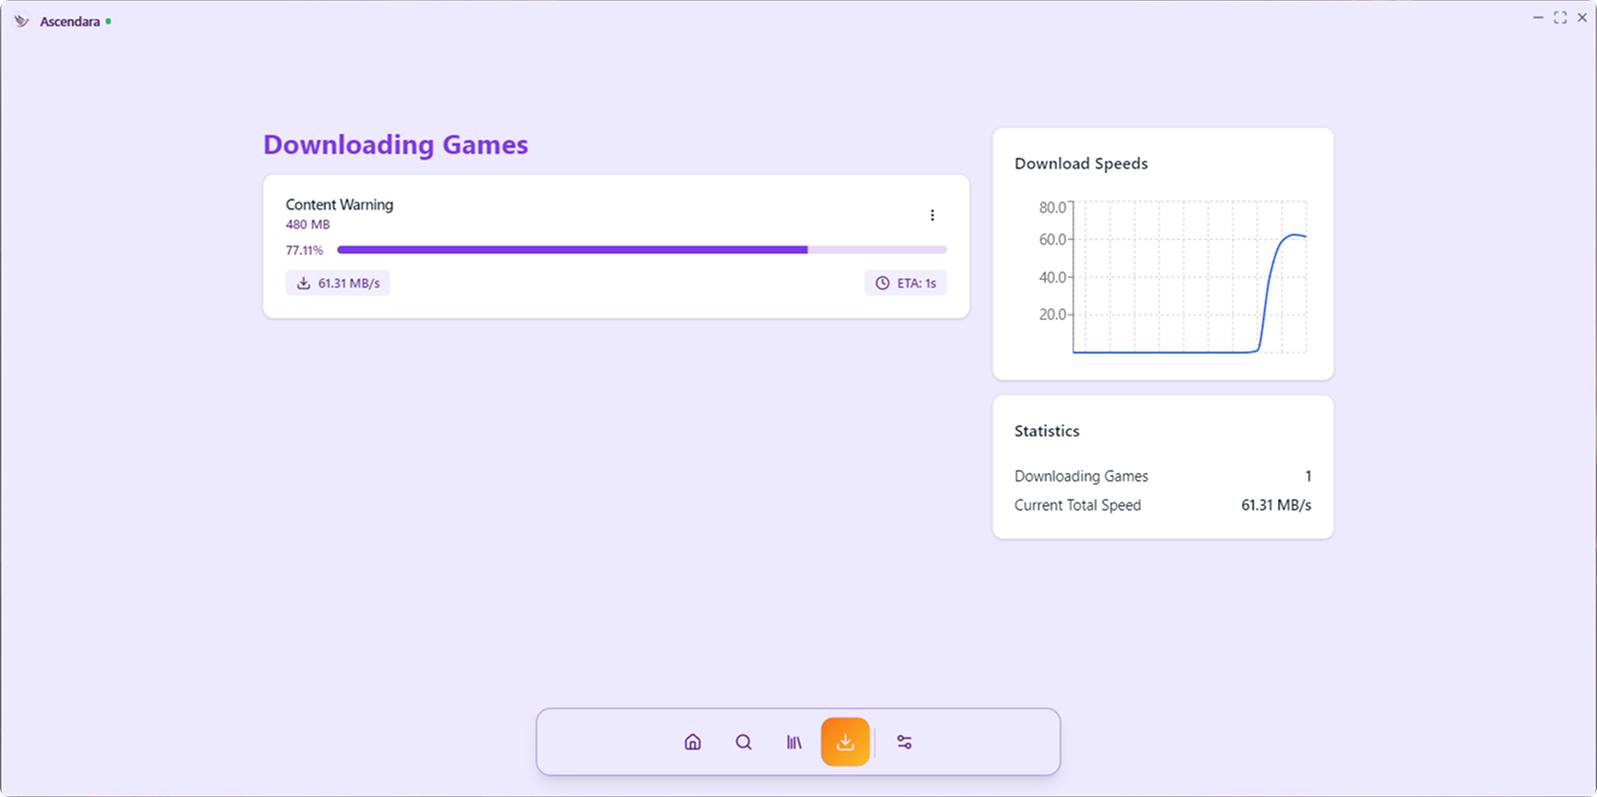 Ascendara
Downloading Games
Content Warning
480 MB
77.11%
61.31 MB/s
ETA: 1s
Download Speeds
80.0
60.0
40.0
20.0
Statistics
Downloading Games 1
Current Total Speed 61.31 MB/s